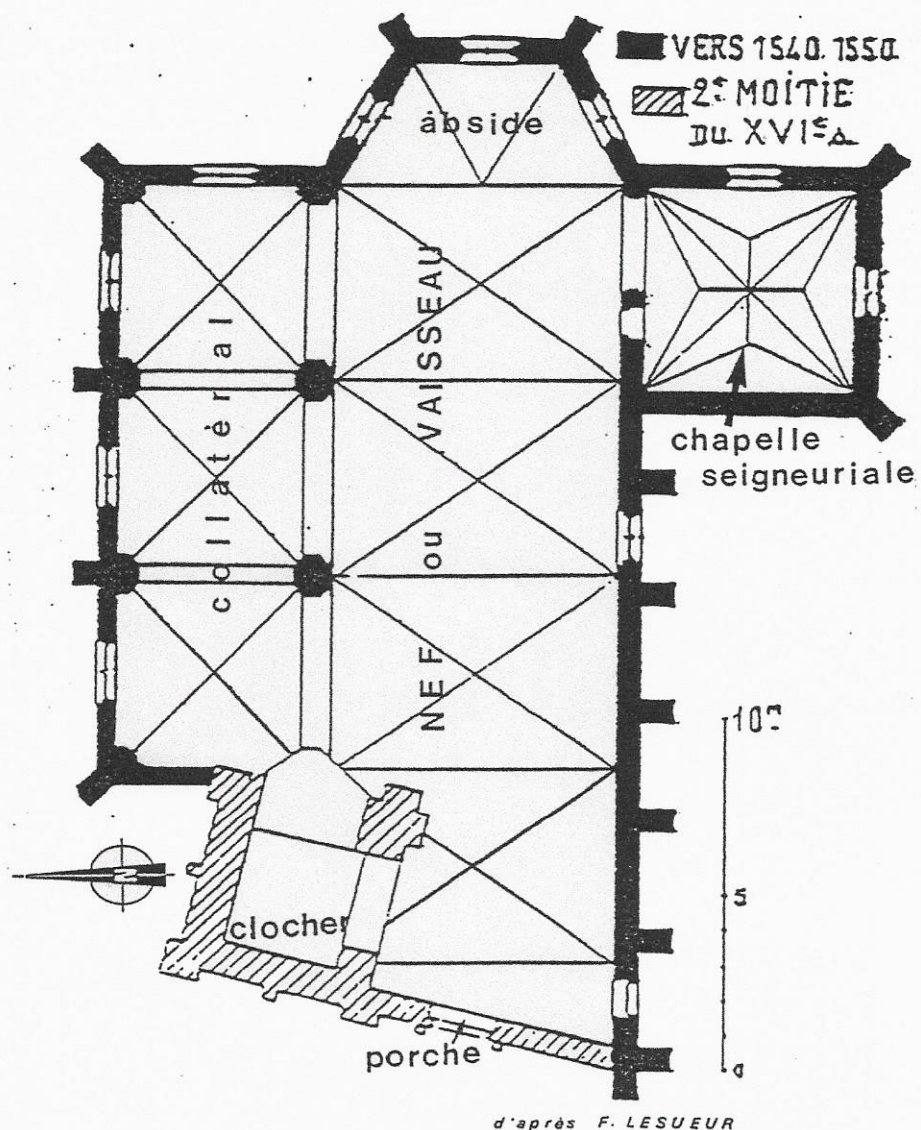 VERS 1540.1550
2e MOITIE
DU XVIe s.
abside
collatéral
NEF ou VAISSEAU
chapelle
seigneuriale
10m
5
0
N
clocher
porche
d'après F. LESUEUR